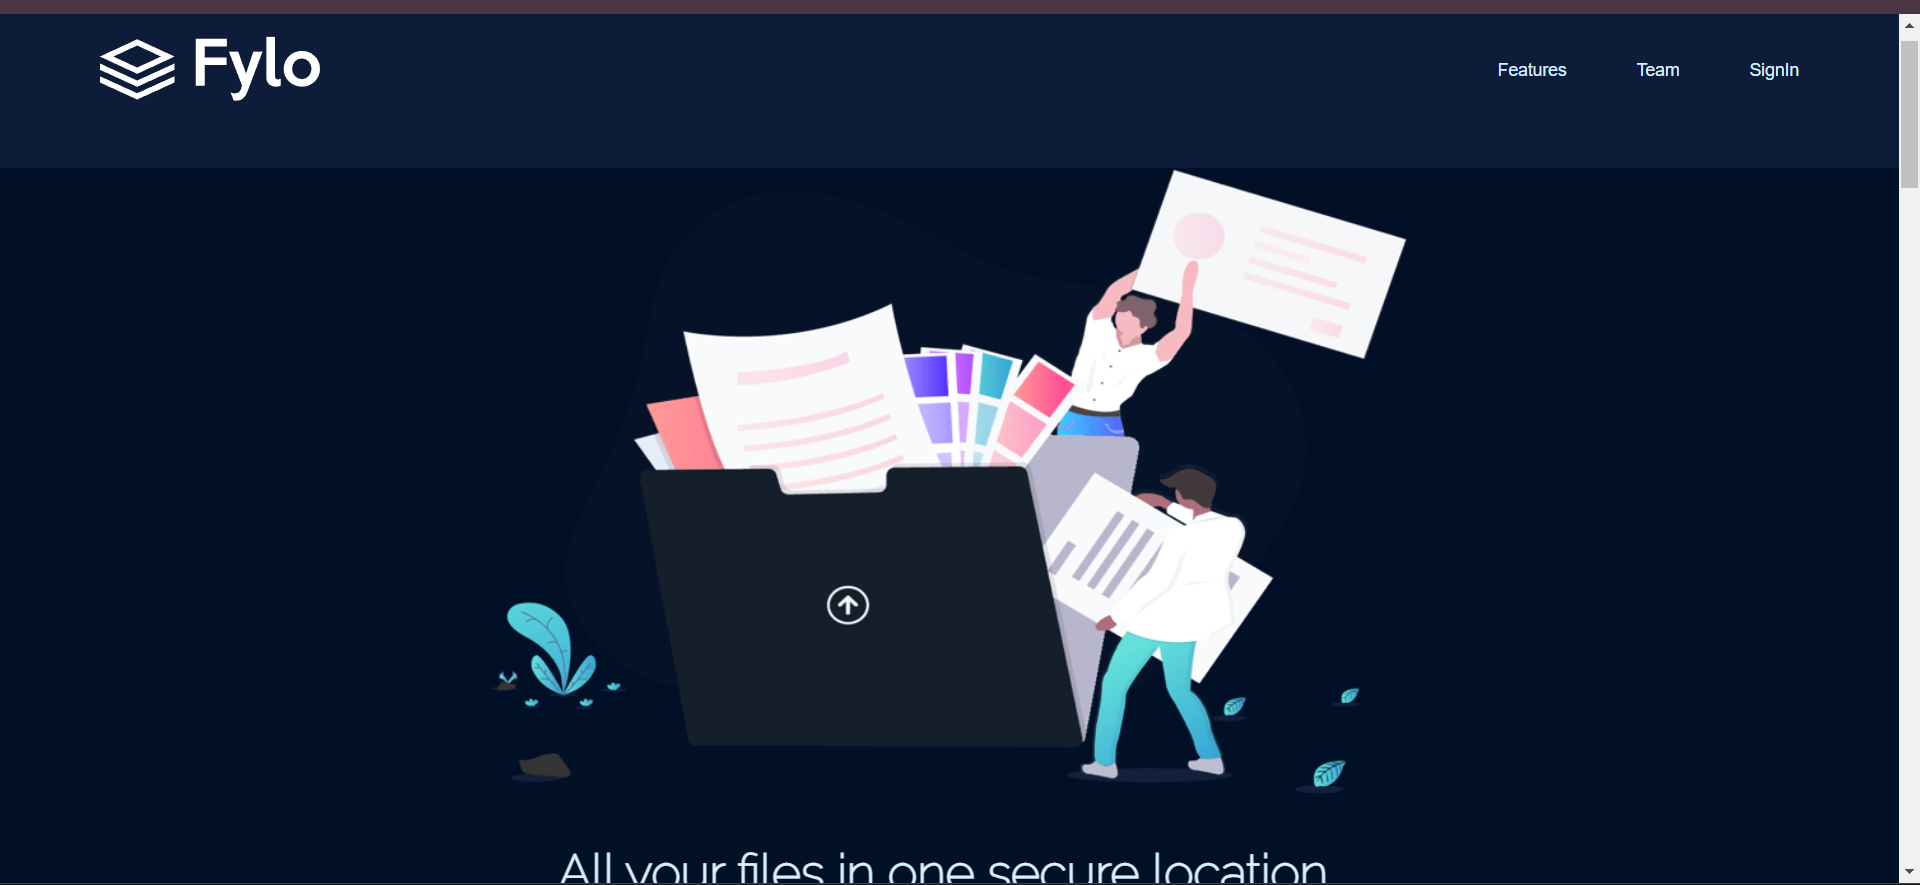 Fylo
Features
Team
SignIn
All your files in one secure location